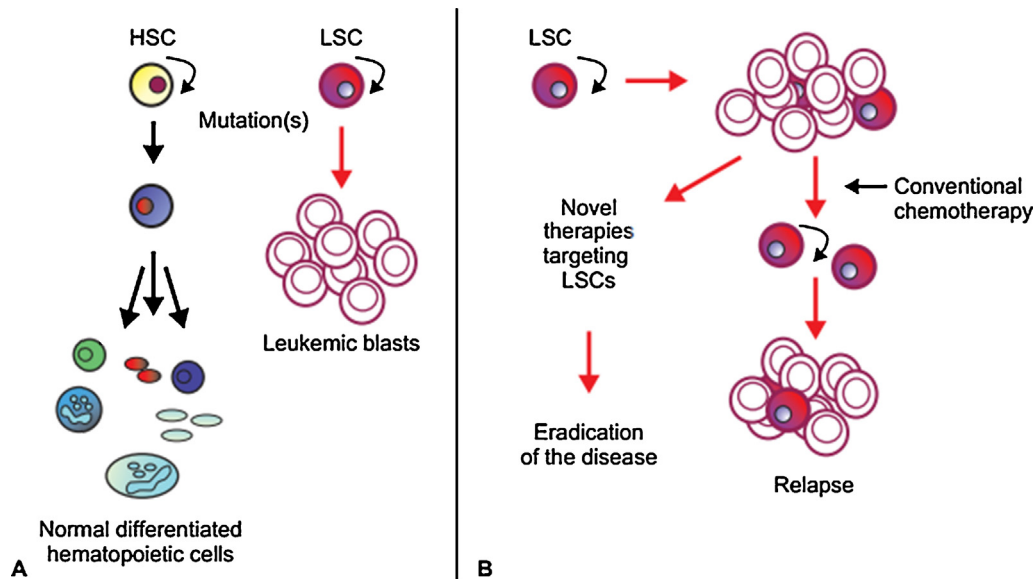 HSC
LSC
Mutation(s)
Leukemic blasts
Normal differentiated
hematopoietic cells
A
LSC
Conventional
chemotherapy
Novel
therapies
targeting
LSCs
Eradication
of the disease
Relapse
B